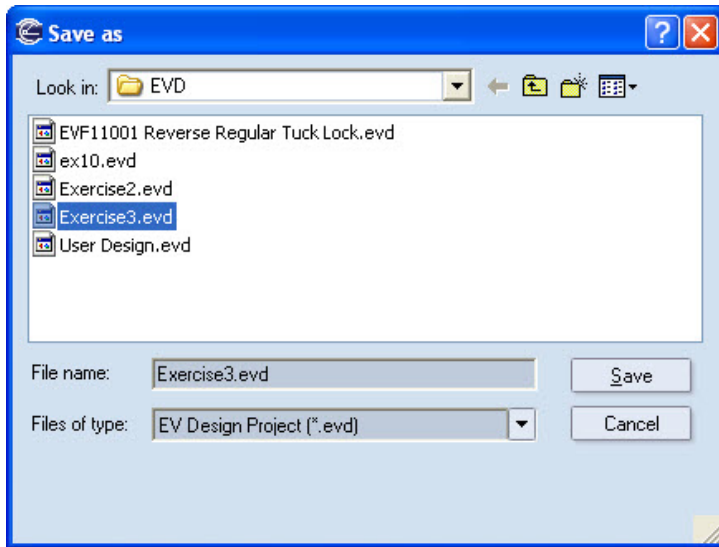 Save as
Look in: EVD
EVF11001 Reverse Regular Tuck Lock.evd
ex10.evd
Exercise2.evd
Exercise3.evd
User Design.evd
File name: Exercise3.evd Save
Files of type: EV Design Project (*.evd) Cancel